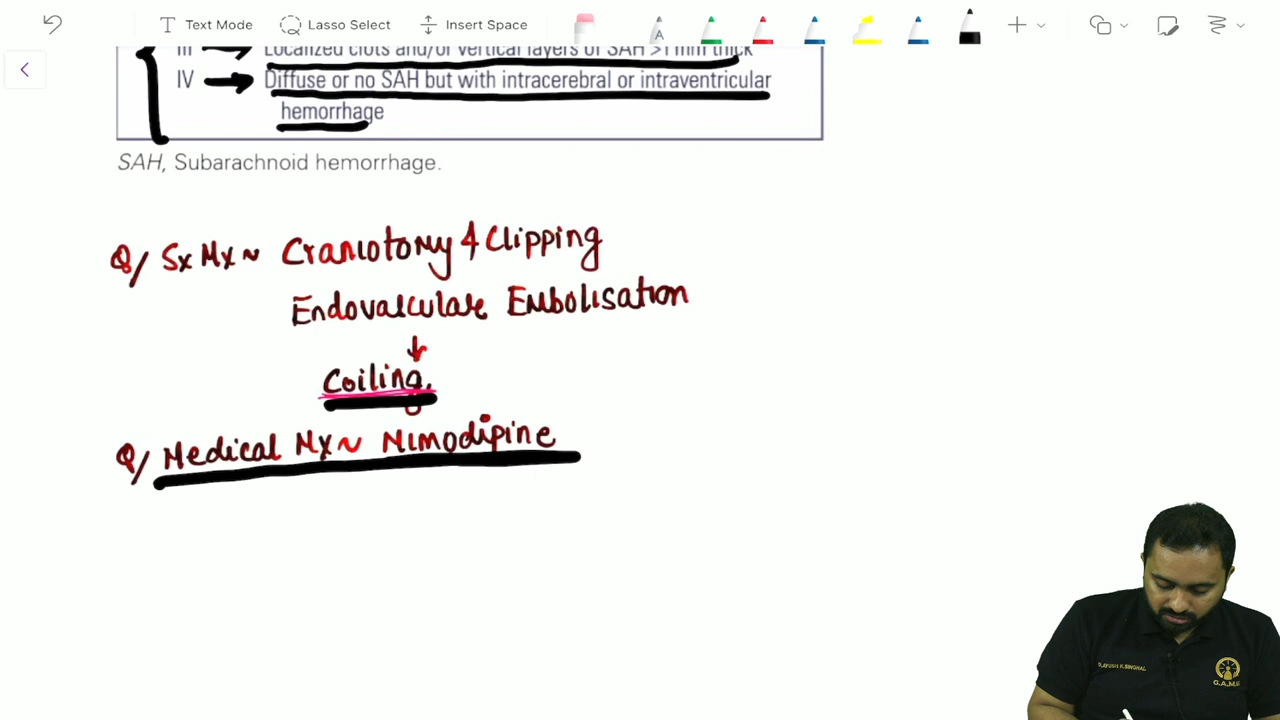 Text Mode Lasso Select Insert Space
III Localized clots and/or vertical layers of SAH >1 mm thick
IV Diffuse or no SAH but with intracerebral or intraventricular
hemorrhage
SAH, Subarachnoid hemorrhage.
Q/ Sx Mx ~ Craniotomy & Clipping
Endovascular Embolisation
Coiling.
Q/ Medical Mx ~ Nimodipine
G.A.M.S